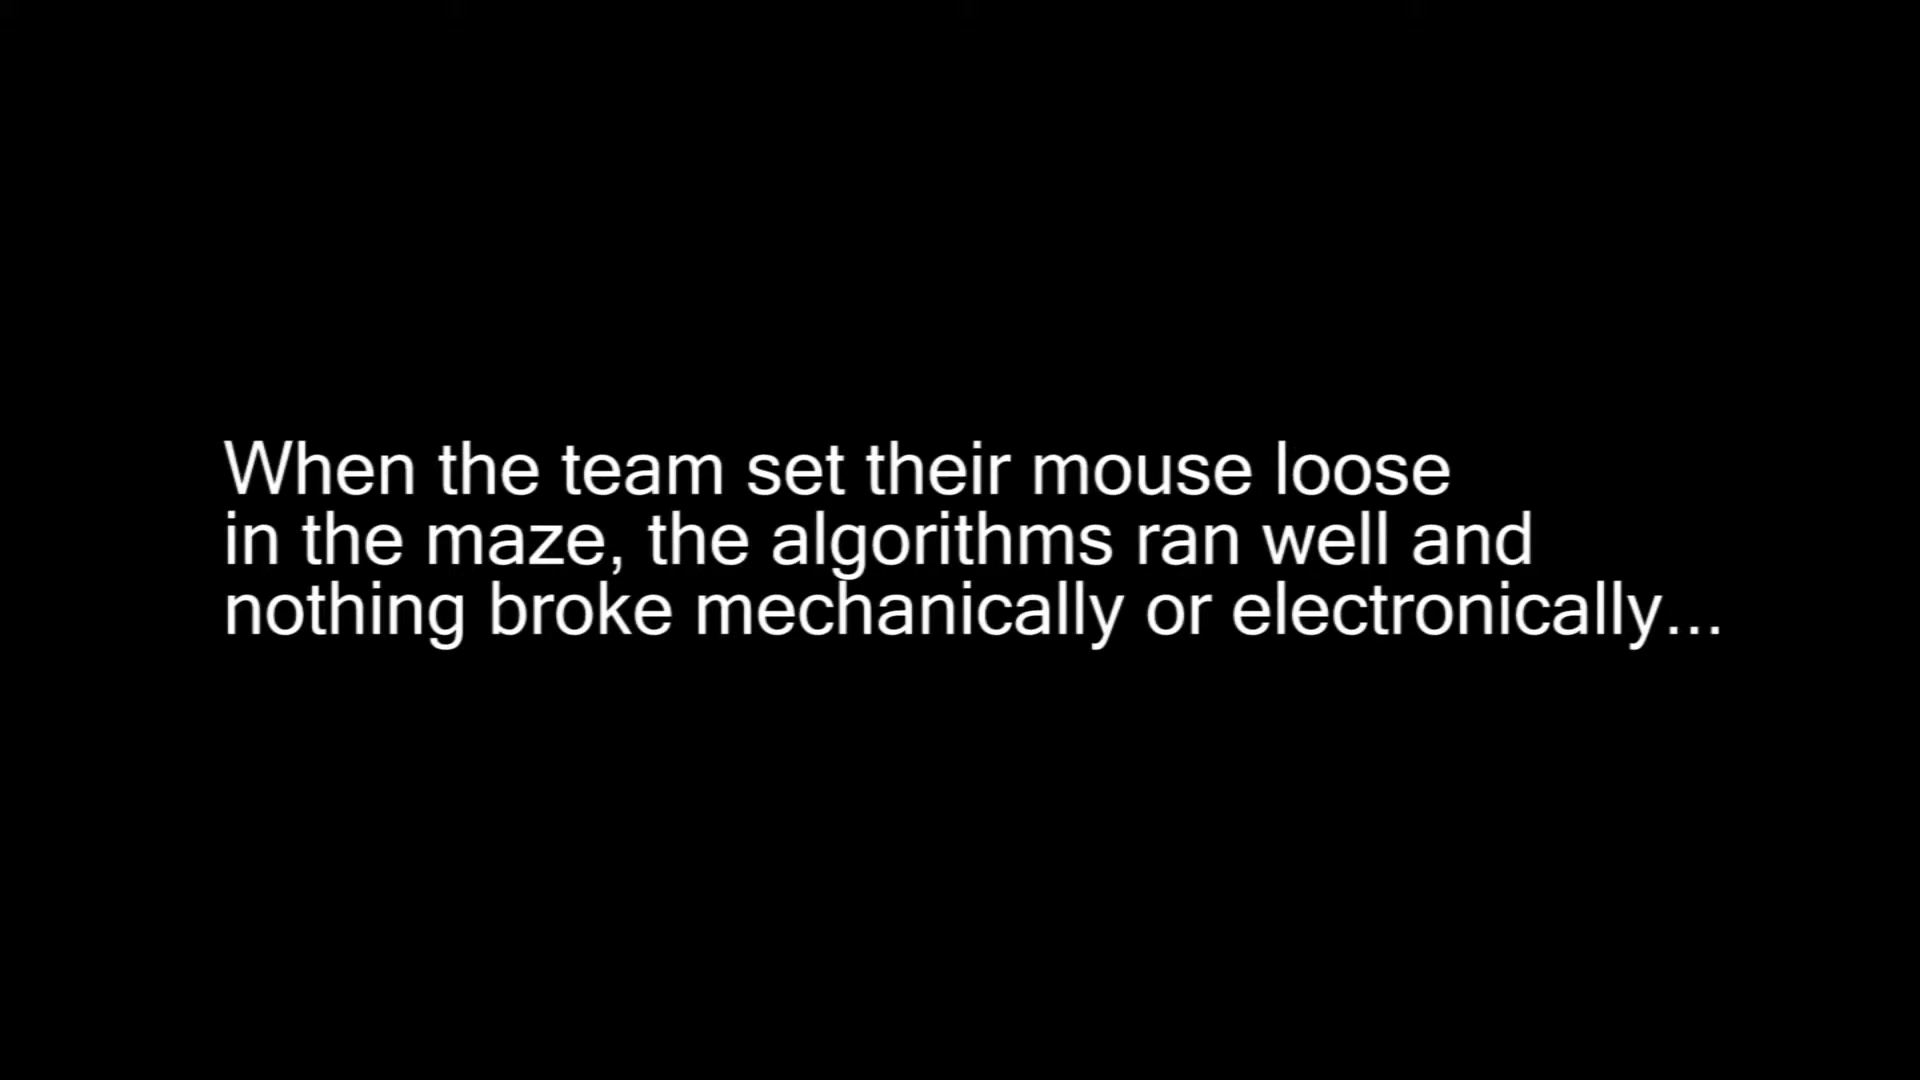 When the team set their mouse loose
in the maze, the algorithms ran well and
nothing broke mechanically or electronically...